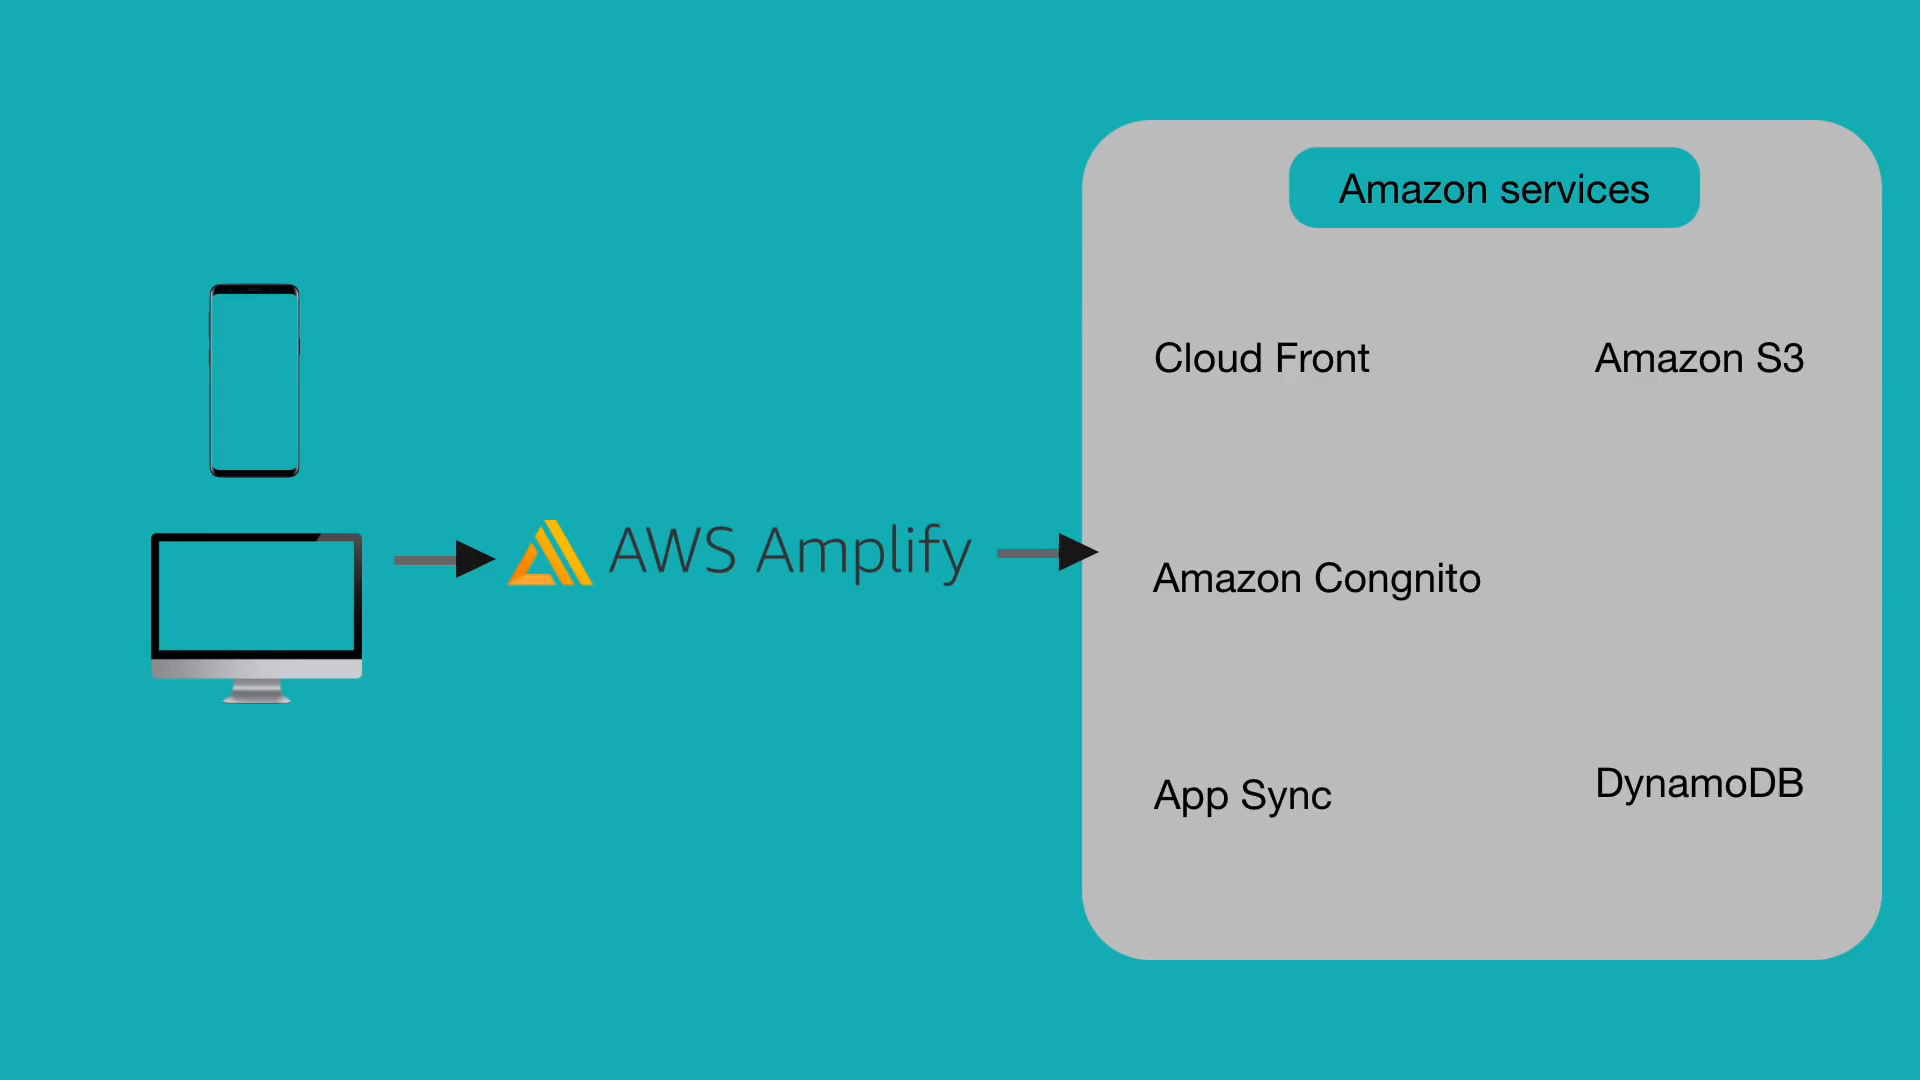 Amazon services
Cloud Front
Amazon S3
AWS Amplify
Amazon Congnito
App Sync
DynamoDB